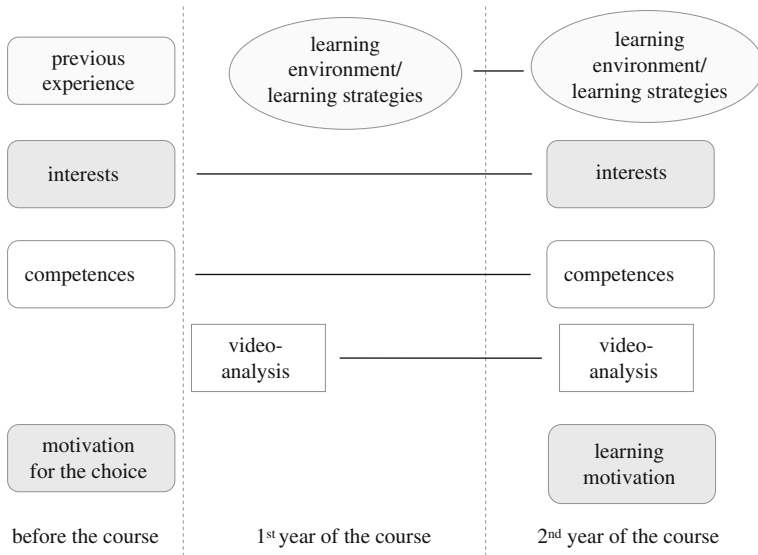 previous
experience
learning
environment/
learning strategies
learning
environment/
learning strategies
interests
interests
competences
competences
video-
analysis
video-
analysis
motivation
for the choice
learning
motivation
before the course
1st year of the course
2nd year of the course